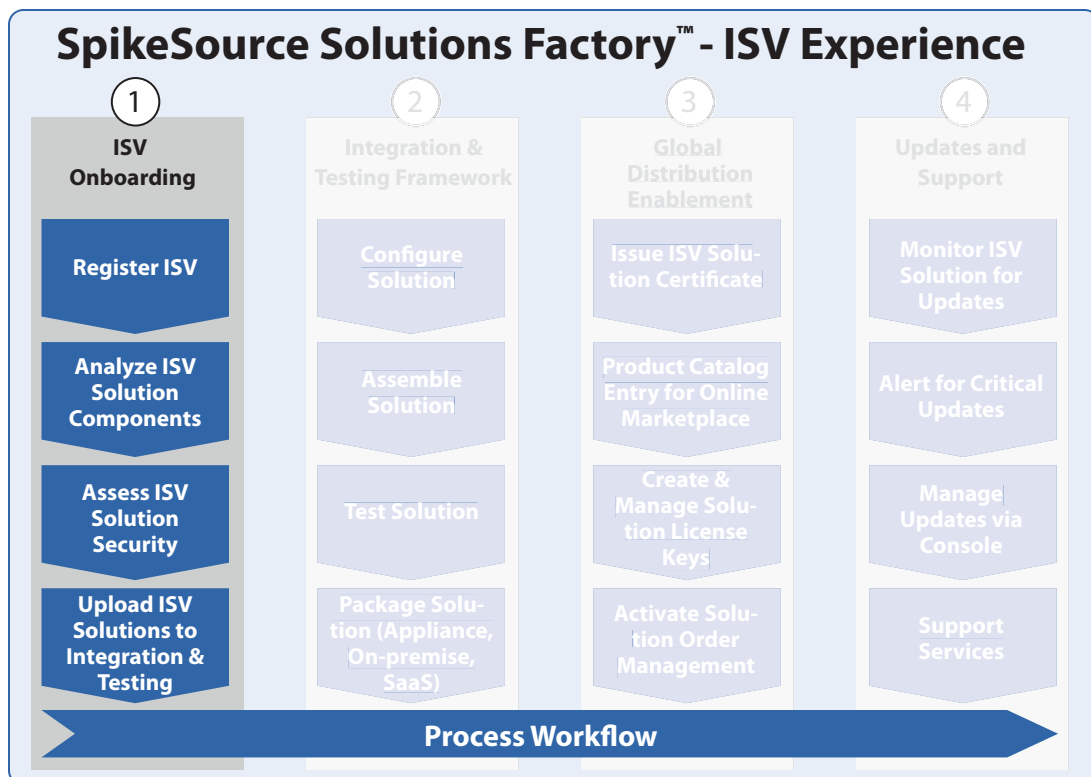 SpikeSource Solutions Factory™ - ISV Experience
1
ISV
Onboarding
Register ISV
Analyze ISV
Solution
Components
Assess ISV
Solution
Security
Upload ISV
Solutions to
Integration &
Testing
2
Integration &
Testing Framework
Configure
Solution
Assemble
Solution
Test Solution
Package Solu-
tion (Appliance,
On-premise,
SaaS)
3
Global
Distribution
Enablement
Issue ISV Solu-
tion Certificate
Product Catalog
Entry for Online
Marketplace
Create &
Manage Solu-
tion License
Keys
Activate Solu-
tion Order
Management
4
Updates and
Support
Monitor ISV
Solution for
Updates
Alert for Critical
Updates
Manage
Updates via
Console
Support
Services
Process Workflow